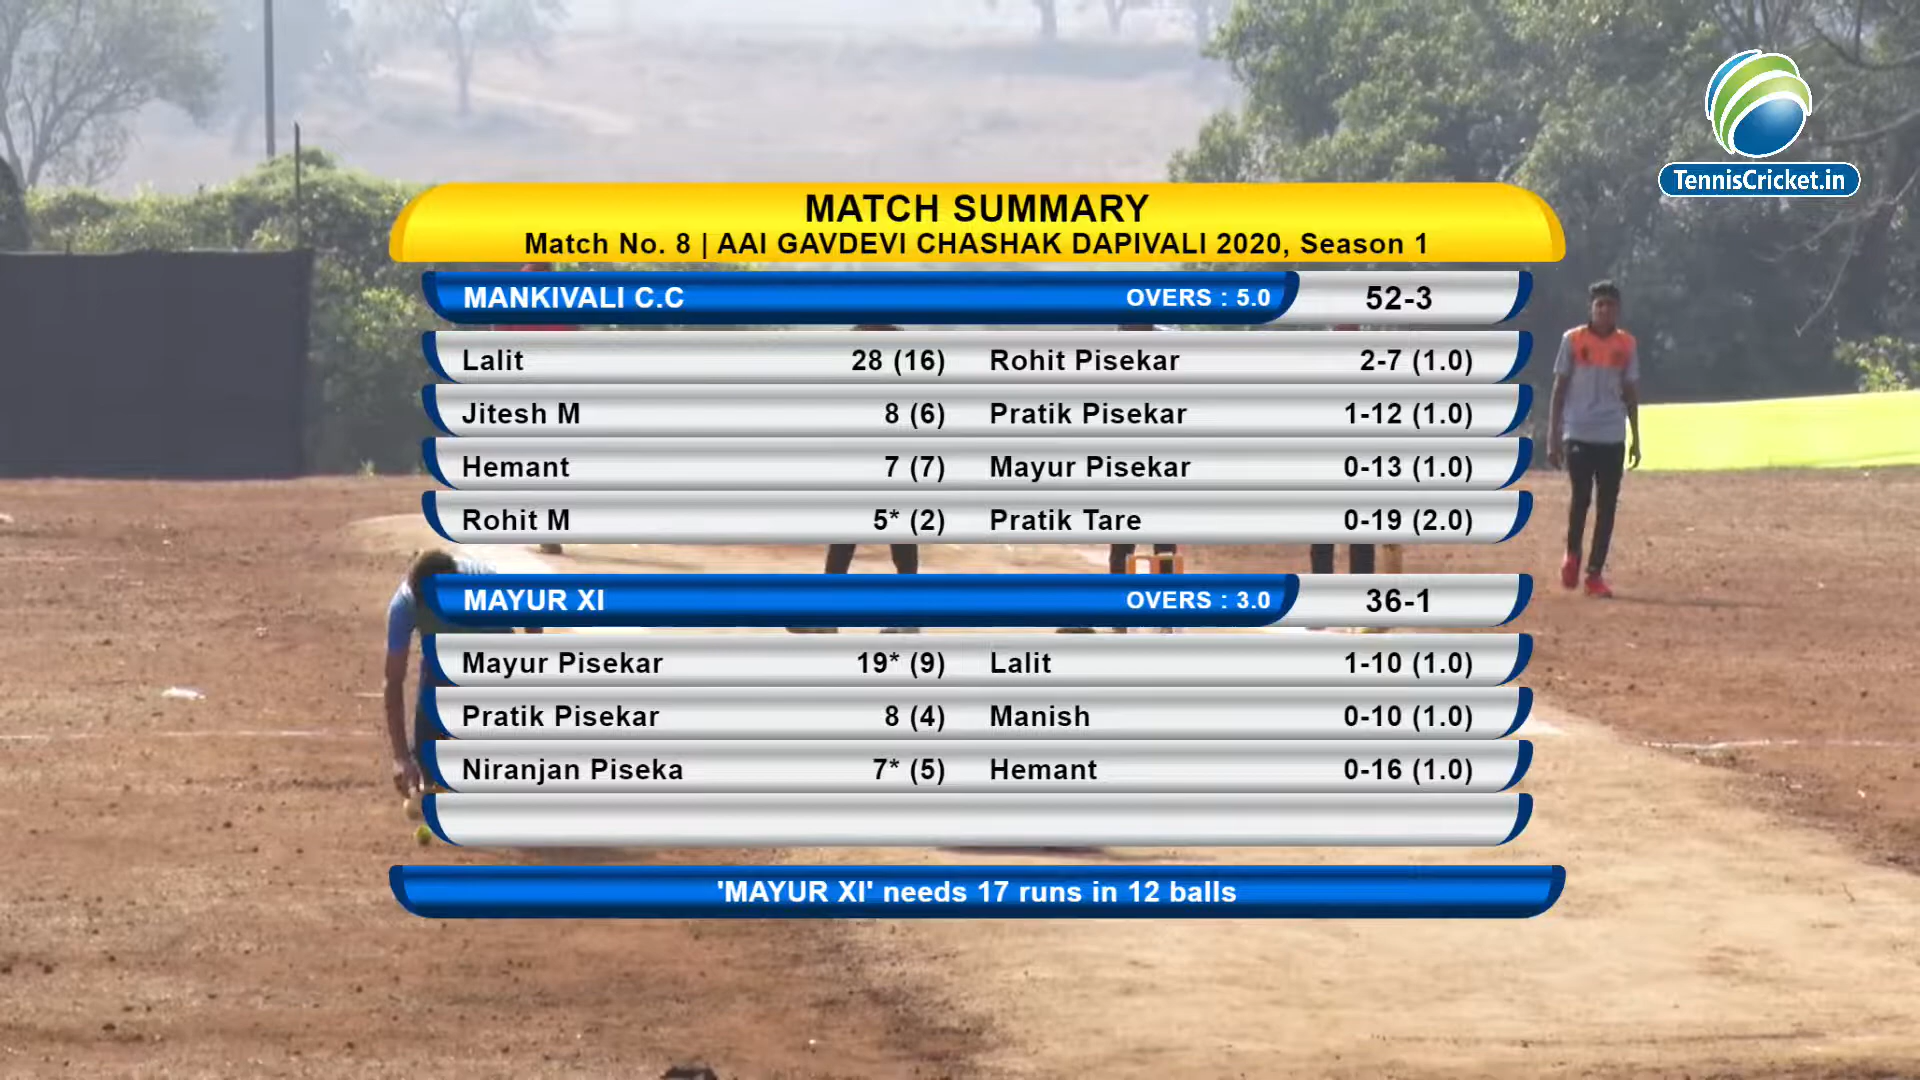 TennisCricket.in
MATCH SUMMARY
Match No. 8 | AAI GAVDEVI CHASHAK DAPIVALI 2020, Season 1
MANKIVALI C.C OVERS : 5.0 52-3
Lalit 28 (16) Rohit Pisekar 2-7 (1.0)
Jitesh M 8 (6) Pratik Pisekar 1-12 (1.0)
Hemant 7 (7) Mayur Pisekar 0-13 (1.0)
Rohit M 5* (2) Pratik Tare 0-19 (2.0)
MAYUR XI OVERS : 3.0 36-1
Mayur Pisekar 19* (9) Lalit 1-10 (1.0)
Pratik Pisekar 8 (4) Manish 0-10 (1.0)
Niranjan Piseka 7* (5) Hemant 0-16 (1.0)
'MAYUR XI' needs 17 runs in 12 balls